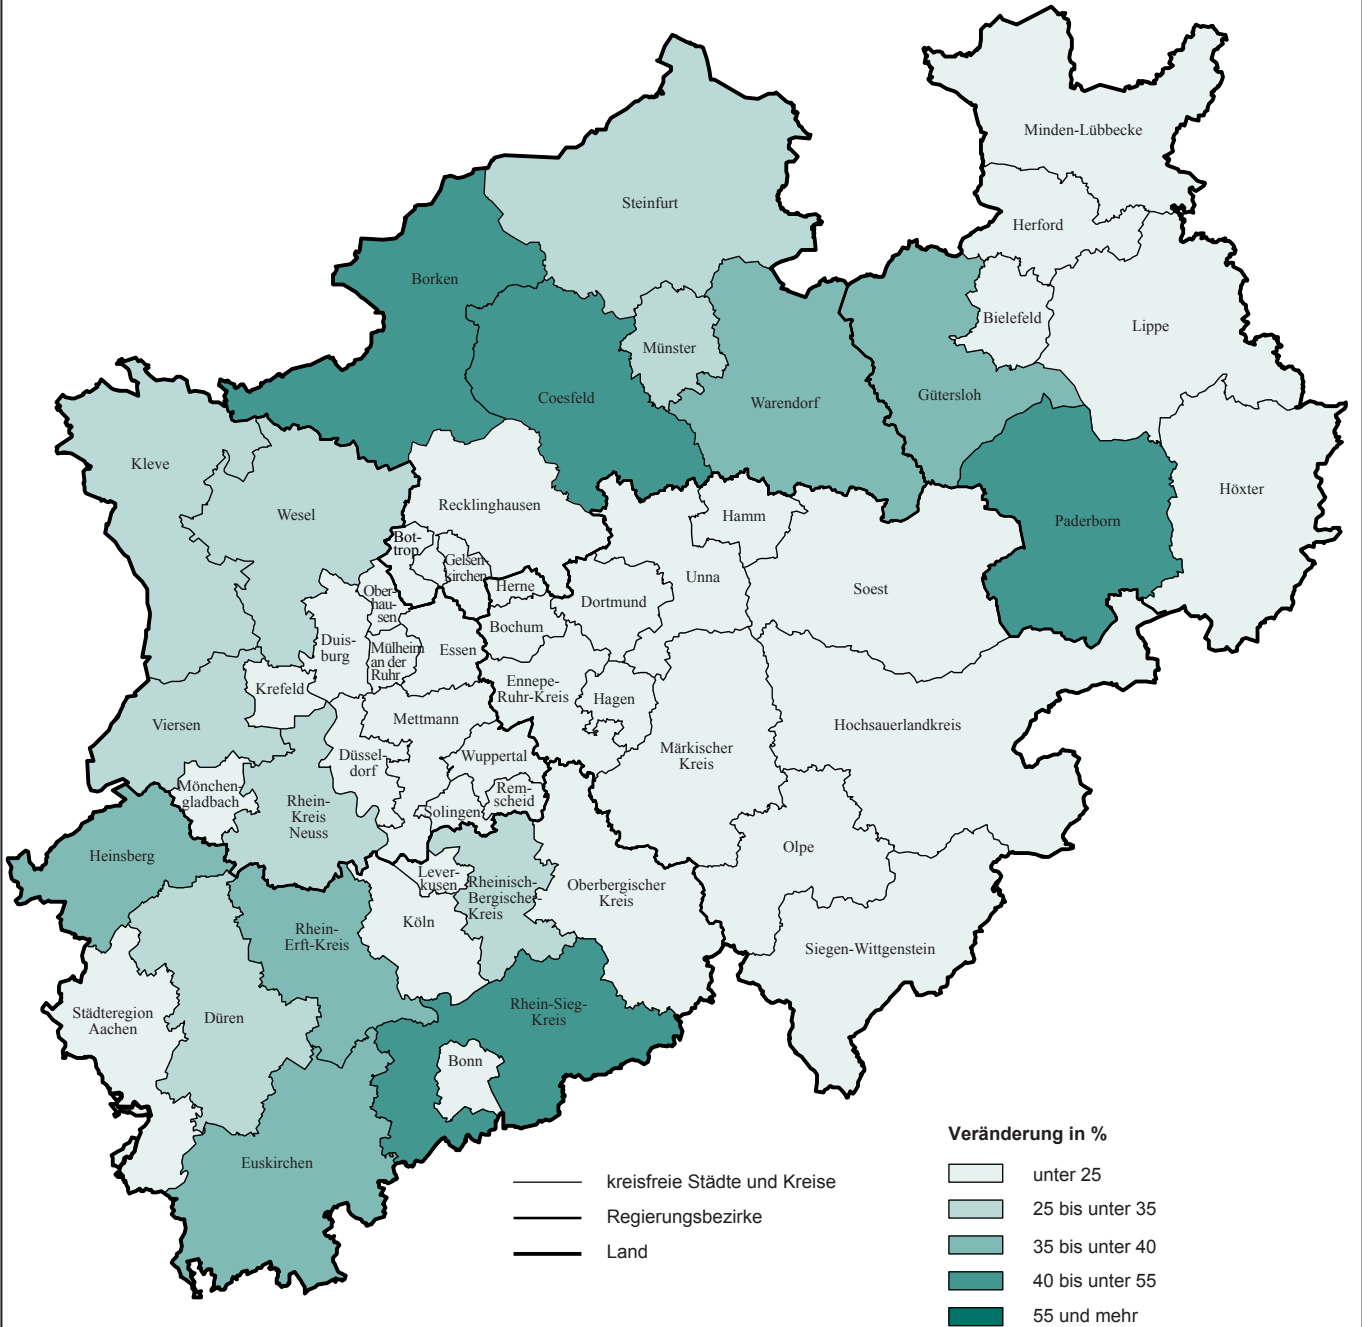 Minden-Lübbecke
Steinfurt
Herford
Borken
Bielefeld
Lippe
Münster
Coesfeld
Warendorf
Gütersloh
Kleve
Höxter
Recklinghausen
Wesel
Hamm
Paderborn
Bot-
trop
Gelsen-
kirchen
Unna
Herne
Soest
Ober-
hau-
sen
Dortmund
Bochum
Duis-
burg
Mülheim
an der
Ruhr
Essen
Krefeld
Ennepe-
Ruhr-Kreis
Hagen
Viersen
Mettmann
Hochsauerlandkreis
Düssel-
dorf
Wuppertal
Märkischer
Kreis
Mönchen-
gladbach
Rem-
scheid
Rhein-
Kreis
Neuss
Solingen
Heinsberg
Olpe
Lever-
kusen
Rheinisch-
Bergischer-
Kreis
Oberbergischer
Kreis
Köln
Rhein-
Erft-Kreis
Siegen-Wittgenstein
Städteregion
Aachen
Düren
Rhein-Sieg-
Kreis
Bonn
Euskirchen
kreisfreie Städte und Kreise
Regierungsbezirke
Land
Veränderung in %
unter 25
25 bis unter 35
35 bis unter 40
40 bis unter 55
55 und mehr